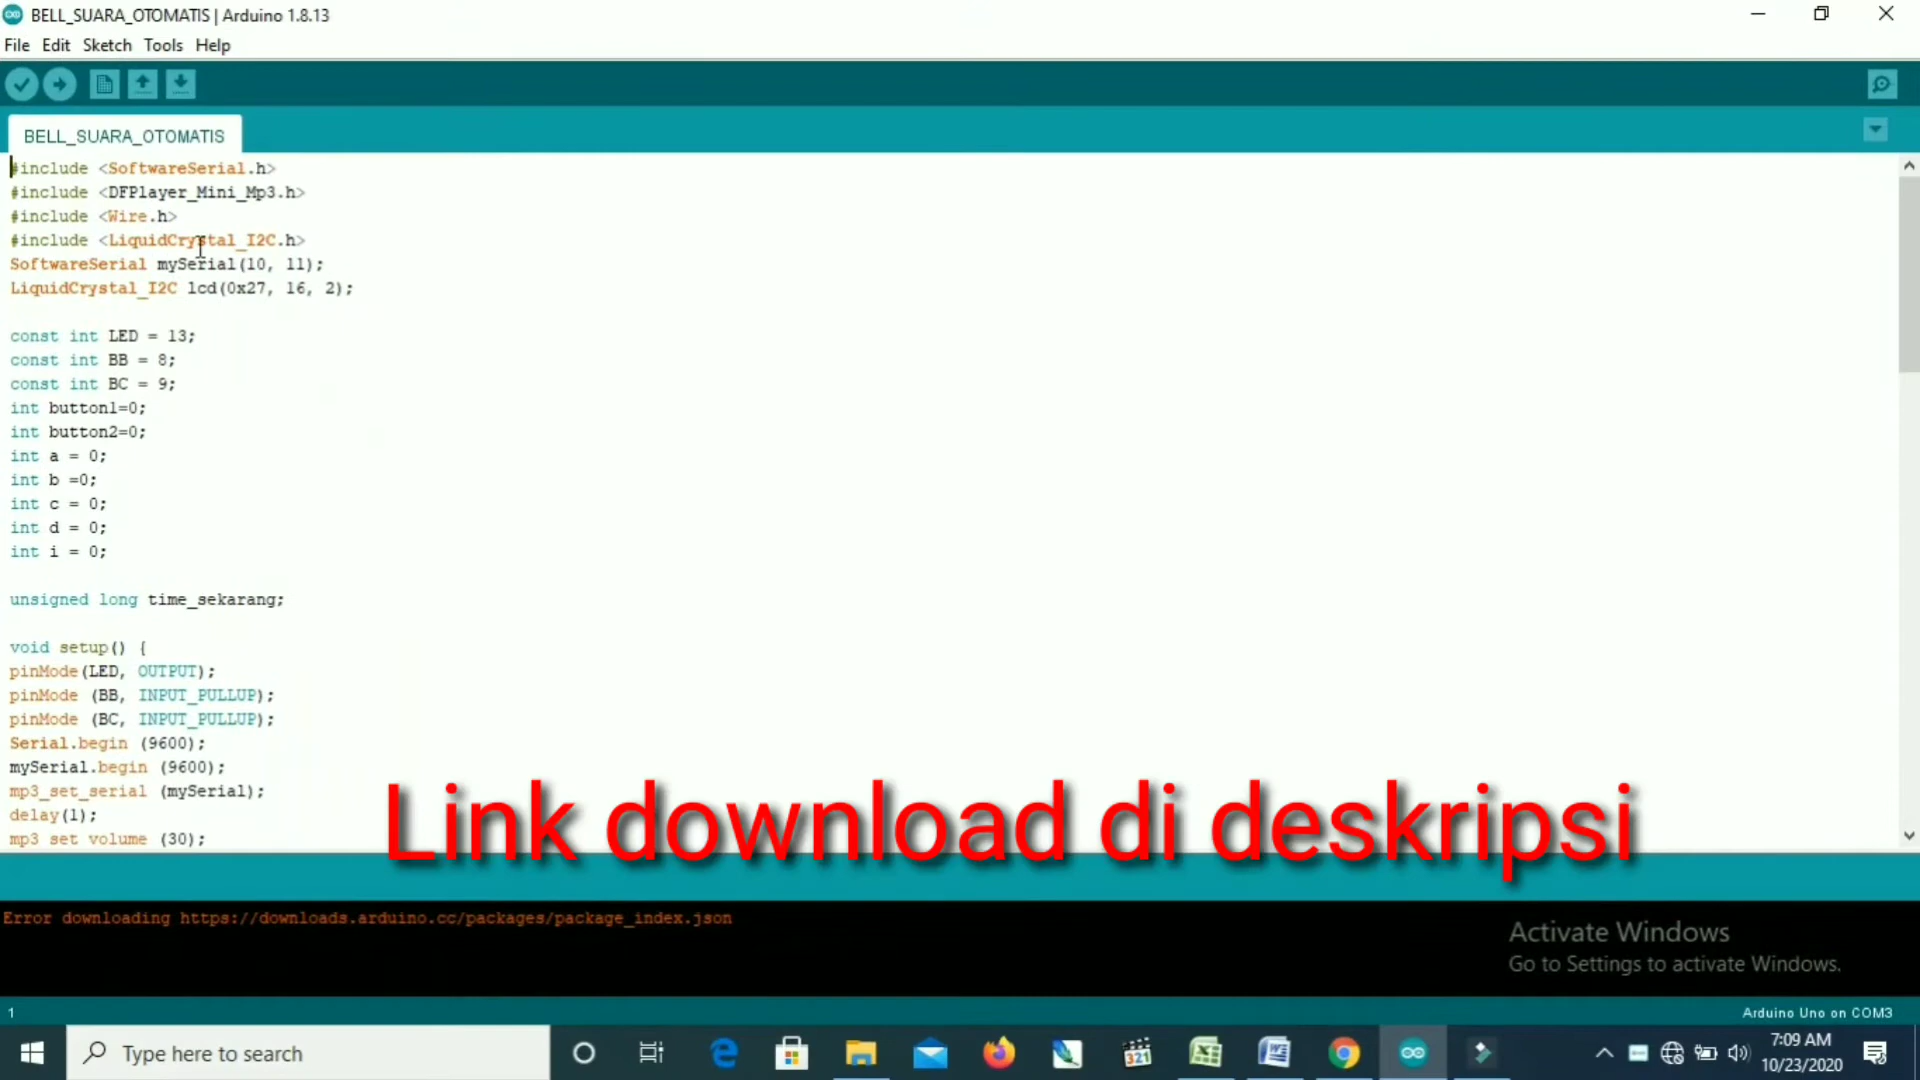 BELL_SUARA_OTOMATIS | Arduino 1.8.13
File Edit Sketch Tools Help
BELL_SUARA_OTOMATIS
#include <SoftwareSerial.h>
#include <DFPlayer_Mini_Mp3.h>
#include <Wire.h>
#include <LiquidCrystal_I2C.h>
SoftwareSerial mySerial(10, 11);
LiquidCrystal_I2C lcd(0x27, 16, 2);
const int LED = 13;
const int BB = 8;
const int BC = 9;
int button1=0;
int button2=0;
int a = 0;
int b =0;
int c = 0;
int d = 0;
int i = 0;
unsigned long time_sekarang;
void setup() {
pinMode(LED, OUTPUT);
pinMode (BB, INPUT_PULLUP);
pinMode (BC, INPUT_PULLUP);
Serial.begin (9600);
mySerial.begin (9600);
mp3_set_serial (mySerial);
delay(1);
mp3 set volume (30);
Link download di deskripsi
Error downloading https://downloads.arduino.cc/packages/package_index.json
Activate Windows
Go to Settings to activate Windows.
1
Arduino Uno on COM3
Type here to search
321
7:09 AM
10/23/2020